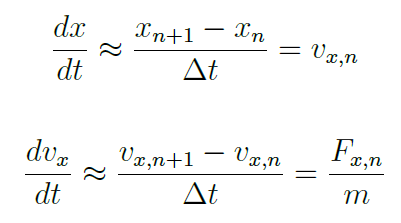 dx/dt ≈ (x_{n+1} − x_n)/Δt = v_{x,n}
dv_x/dt ≈ (v_{x,n+1} − v_{x,n})/Δt = F_{x,n}/m